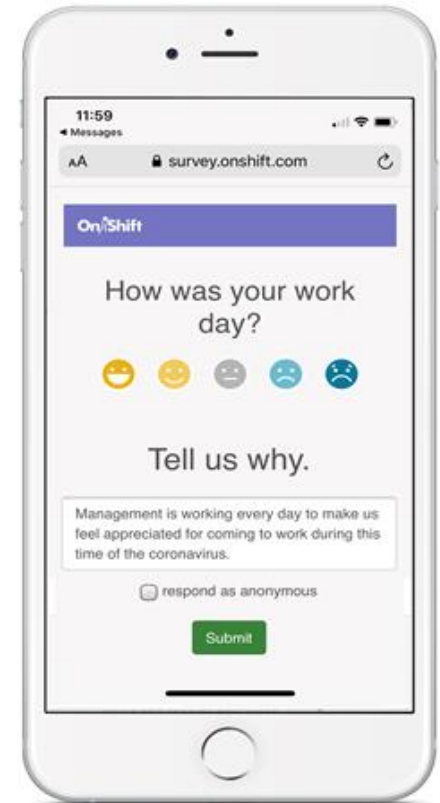 11:59
Messages
AA survey.onshift.com
OnShift
How was your work
day?
Tell us why.
Management is working every day to make us
feel appreciated for coming to work during this
time of the coronavirus.
respond as anonymous
Submit